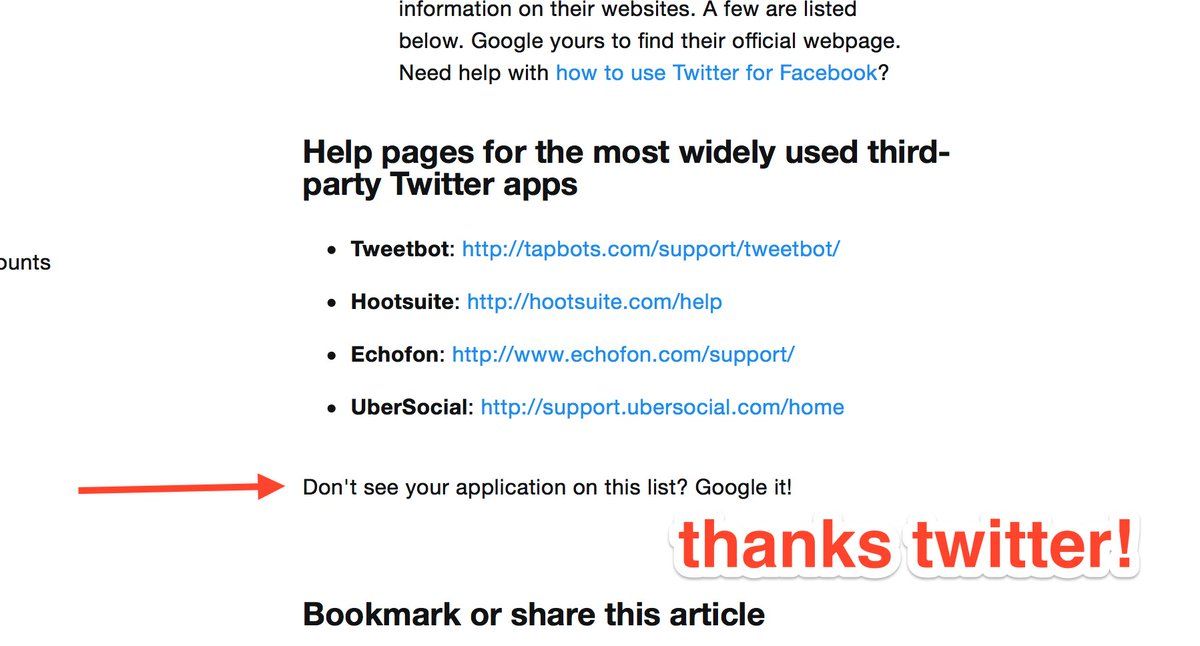 information on their websites. A few are listed
below. Google yours to find their official webpage.
Need help with how to use Twitter for Facebook?
Help pages for the most widely used third-
party Twitter apps
• Tweetbot: http://tapbots.com/support/tweetbot/
ounts
• Hootsuite: http://hootsuite.com/help
• Echofon: http://www.echofon.com/support/
• UberSocial: http://support.ubersocial.com/home
Don't see your application on this list? Google it!
thanks twitter!
Bookmark or share this article